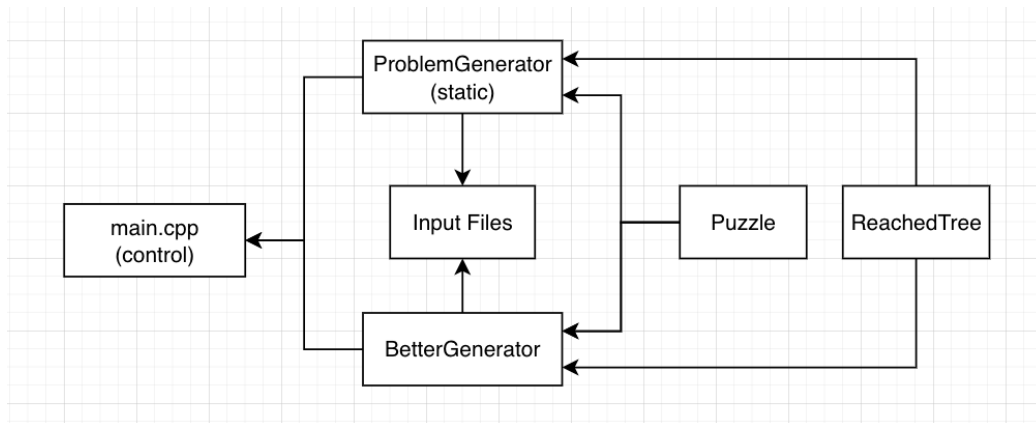 ProblemGenerator
(static)
main.cpp
(control)
Input Files
Puzzle
ReachedTree
BetterGenerator